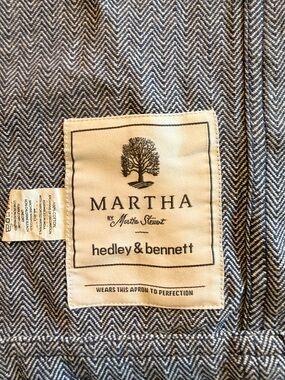 MARTHA
BY Martha Stewart
hedley & bennett
WEARS THIS APRON TO PERFECTION